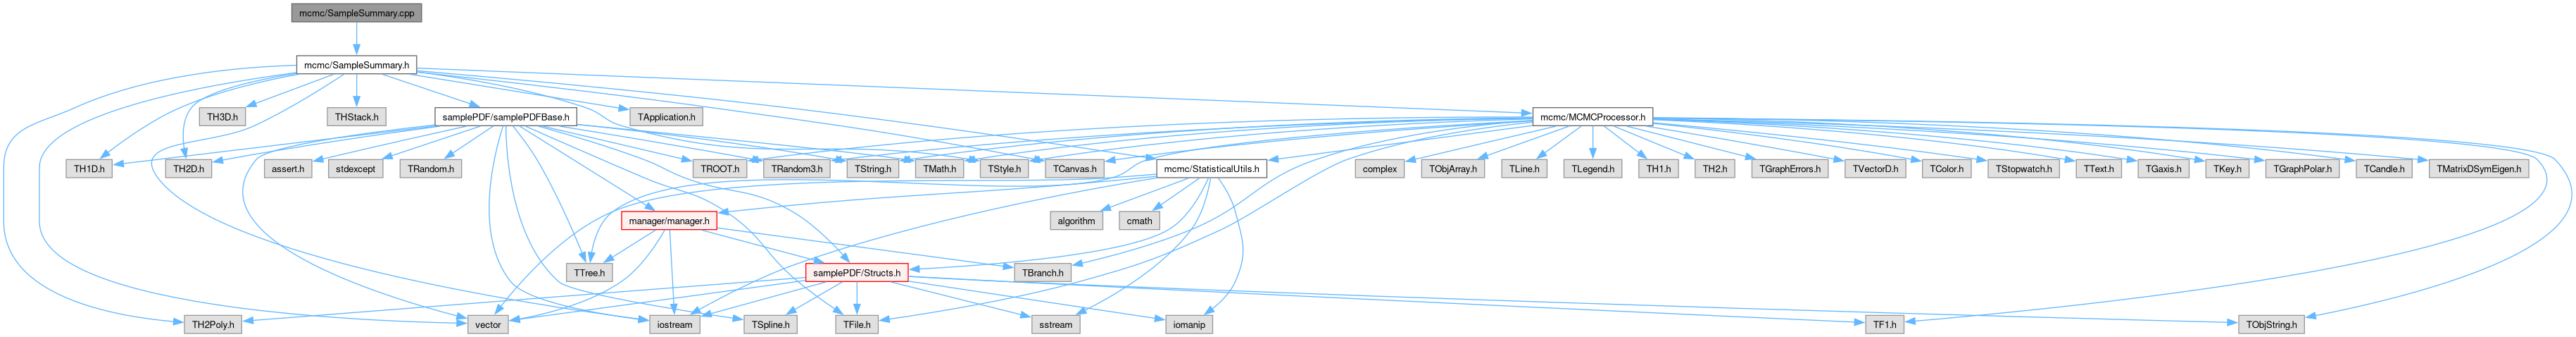 mcmc/SampleSummary.cpp
mcmc/SampleSummary.h
TH3D.h
THStack.h
samplePDF/samplePDFBase.h
TApplication.h
mcmc/MCMCProcessor.h
TH1D.h
TH2D.h
assert.h
stdexcept
TRandom.h
TROOT.h
TRandom3.h
TString.h
TMath.h
TStyle.h
TCanvas.h
mcmc/StatisticalUtils.h
complex
TObjArray.h
TLine.h
TLegend.h
TH1.h
TH2.h
TGraphErrors.h
TVectorD.h
TColor.h
TStopwatch.h
TText.h
TGaxis.h
TKey.h
TGraphPolar.h
TCandle.h
TMatrixDSymEigen.h
manager/manager.h
algorithm
cmath
TTree.h
samplePDF/Structs.h
TBranch.h
TH2Poly.h
vector
iostream
TSpline.h
TFile.h
sstream
iomanip
TF1.h
TObjString.h